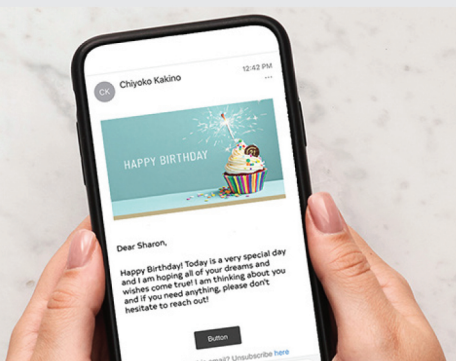 CK
Chiyoko Kakino
12:42 PM
HAPPY BIRTHDAY
Dear Sharon,
Happy Birthday! Today is a very special day
and I am hoping all of your dreams and
wishes come true! I am thinking about you
and if you need anything, please don't
hesitate to reach out!
Button
email? Unsubscribe here